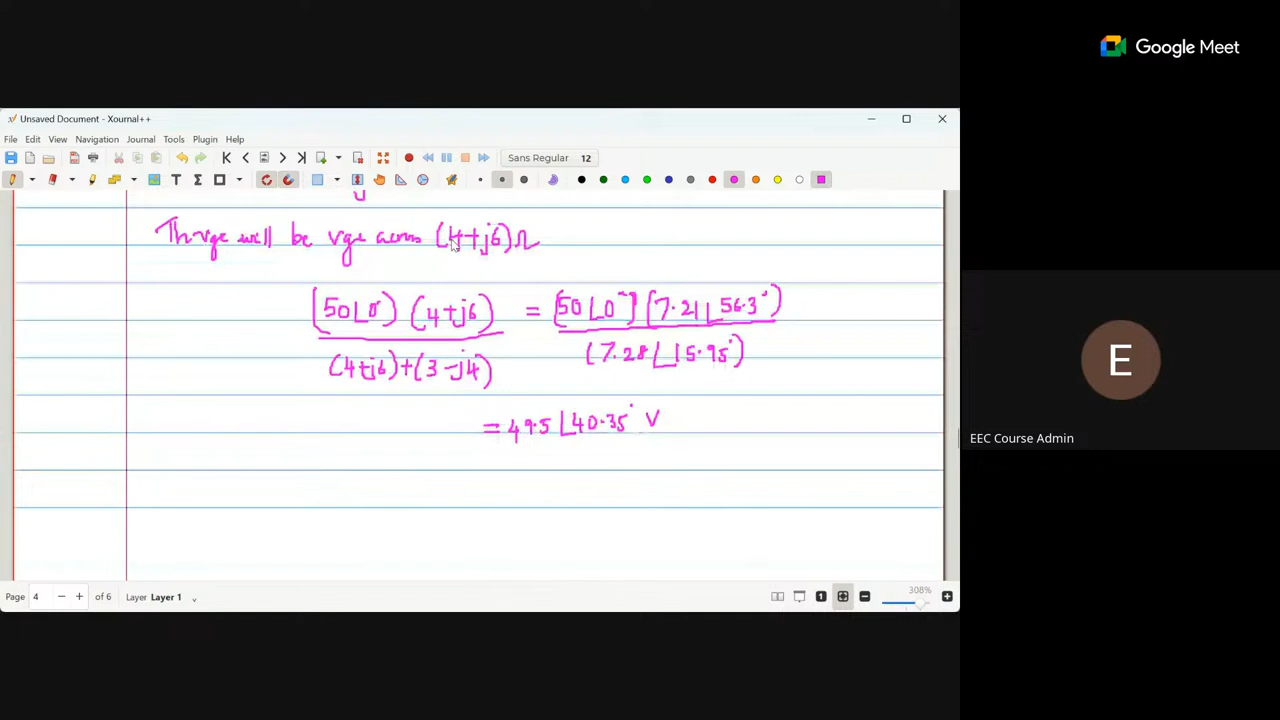 Google Meet
Unsaved Document - Xournal++
File Edit View Navigation Journal Tools Plugin Help
Sans Regular 12
Th vge will be vge across (4+j6)Ω
(50∠0°) (4+j6) = (50∠0°) (7.21∠56.3°)
(4+j6)+(3-j4) (7.28∠15.95°)
= 49.5∠40.35° V
E
EEC Course Admin
Page 4 of 6 Layer Layer 1 308%